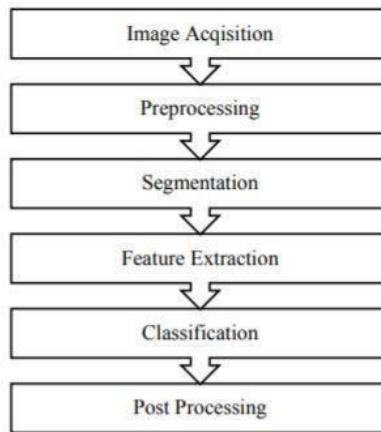 Image Acqisition
Preprocessing
Segmentation
Feature Extraction
Classification
Post Processing